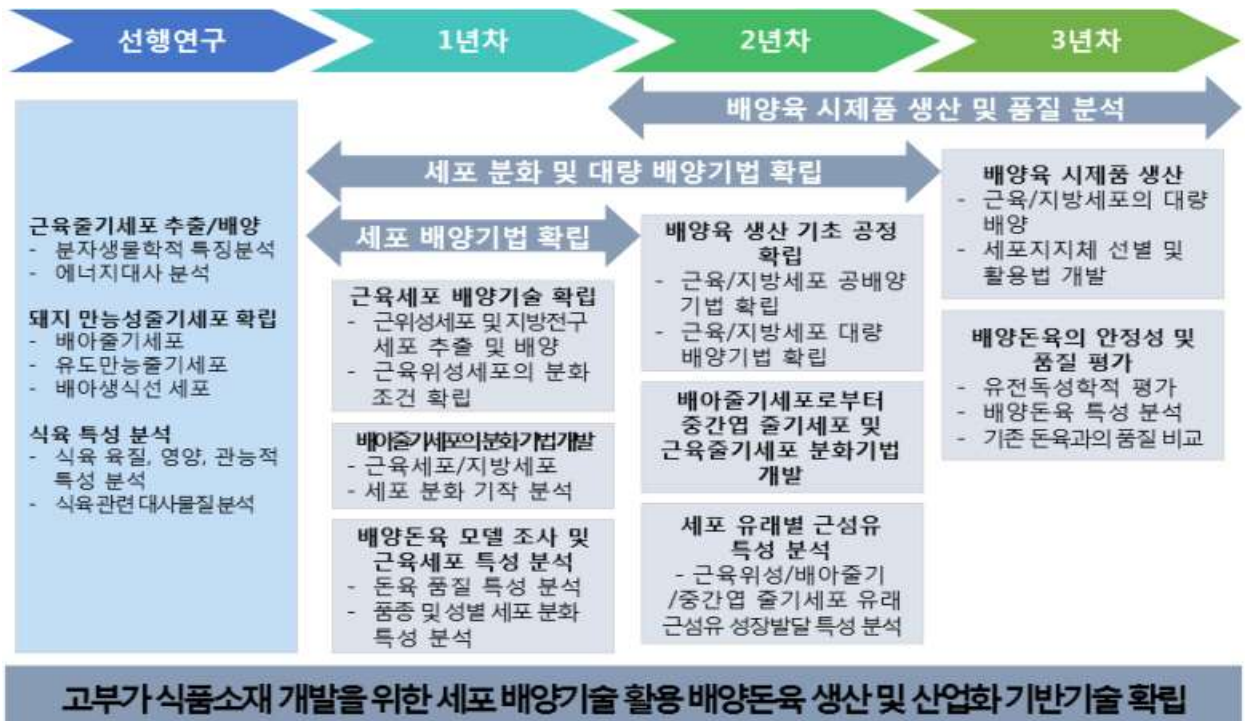 선행연구
1년차
2년차
3년차
배양육 시제품 생산 및 품질 분석
세포 분화 및 대량 배양기법 확립
세포 배양기법 확립
근육줄기세포 추출/배양
- 분자생물학적 특징분석
- 에너지대사 분석
돼지 만능성줄기세포 확립
- 배아줄기세포
- 유도만능줄기세포
- 배아생식선 세포
식육 특성 분석
- 식육 육질, 영양, 관능적
특성 분석
- 식육 관련 대사물질 분석
근육세포 배양기술 확립
- 근위성세포 및 지방전구
세포 추출 및 배양
- 근육위성세포의 분화
조건 확립
배아줄기세포의 분화기법 개발
- 근육세포/지방세포
- 세포 분화 기작 분석
배양돈육 모델 조사 및
근육세포 특성 분석
- 돈육 품질 특성 분석
- 품종 및 성별 세포 분화
특성 분석
배양육 생산 기초 공정
확립
- 근육/지방세포 공배양
기법 확립
- 근육/지방세포 대량
배양기법 확립
배아줄기세포로부터
중간엽 줄기세포 및
근육줄기세포 분화기법
개발
세포 유래별 근섬유
특성 분석
- 근육위성/배아줄기
/중간엽 줄기세포 유래
근섬유 성장발달 특성 분석
배양육 시제품 생산
- 근육/지방세포의 대량
배양
- 세포지지체 선별 및
활용법 개발
배양돈육의 안정성 및
품질 평가
- 유전독성학적 평가
- 배양돈육 특성 분석
- 기존 돈육과의 품질 비교
고부가 식품소재 개발을 위한 세포 배양기술 활용 배양돈육 생산 및 산업화 기반기술 확립